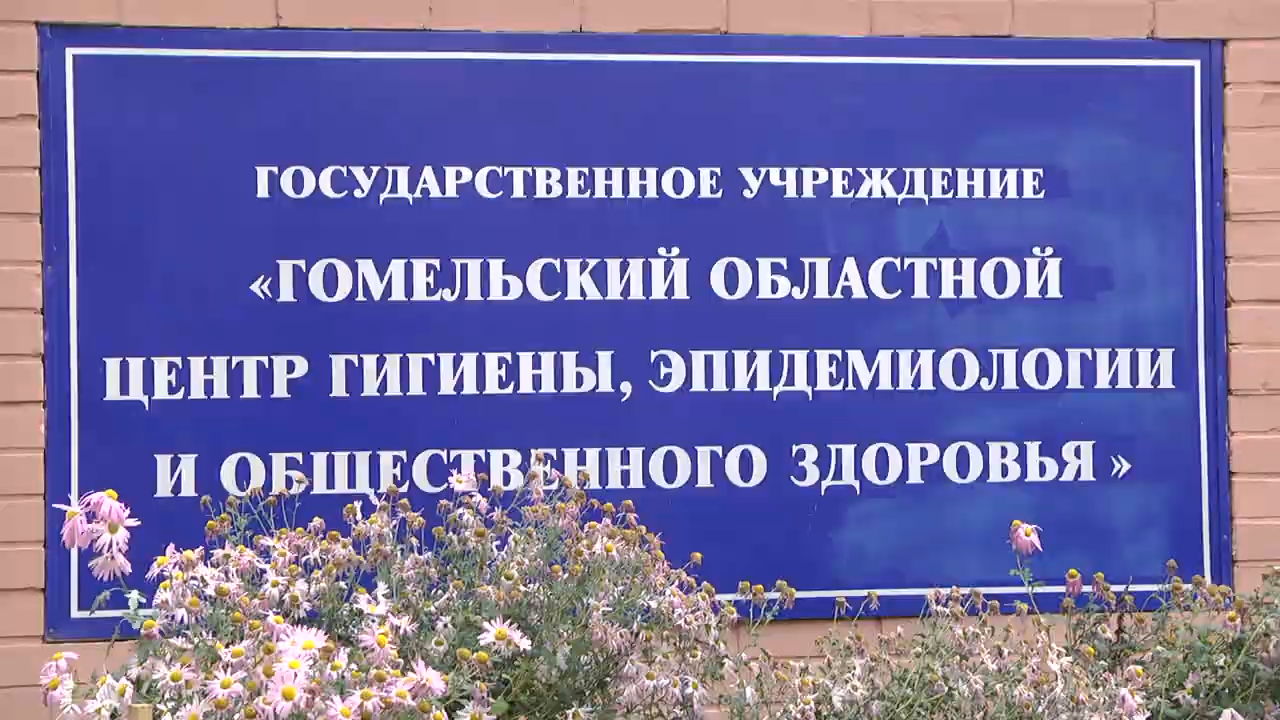 ГОСУДАРСТВЕННОЕ УЧРЕЖДЕНИЕ
«ГОМЕЛЬСКИЙ ОБЛАСТНОЙ
ЦЕНТР ГИГИЕНЫ, ЭПИДЕМИОЛОГИИ
И ОБЩЕСТВЕННОГО ЗДОРОВЬЯ»